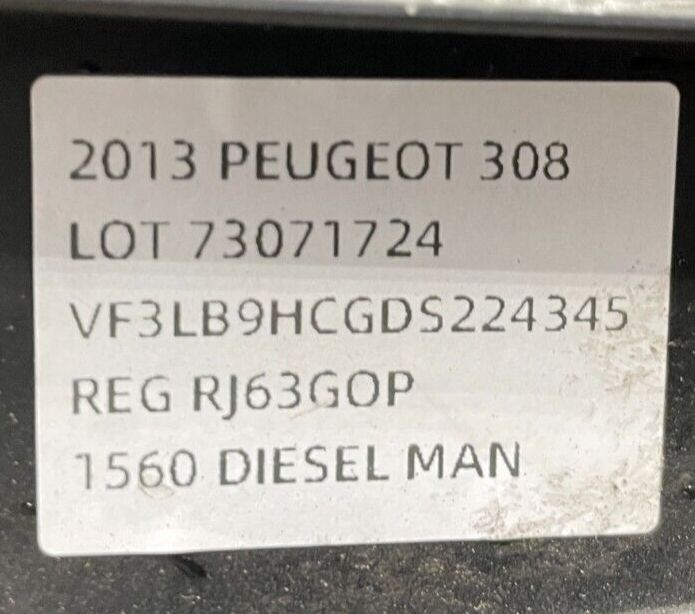 2013 PEUGEOT 308
LOT 73071724
VF3LB9HCGDS224345
REG RJ63GOP
1560 DIESEL MAN